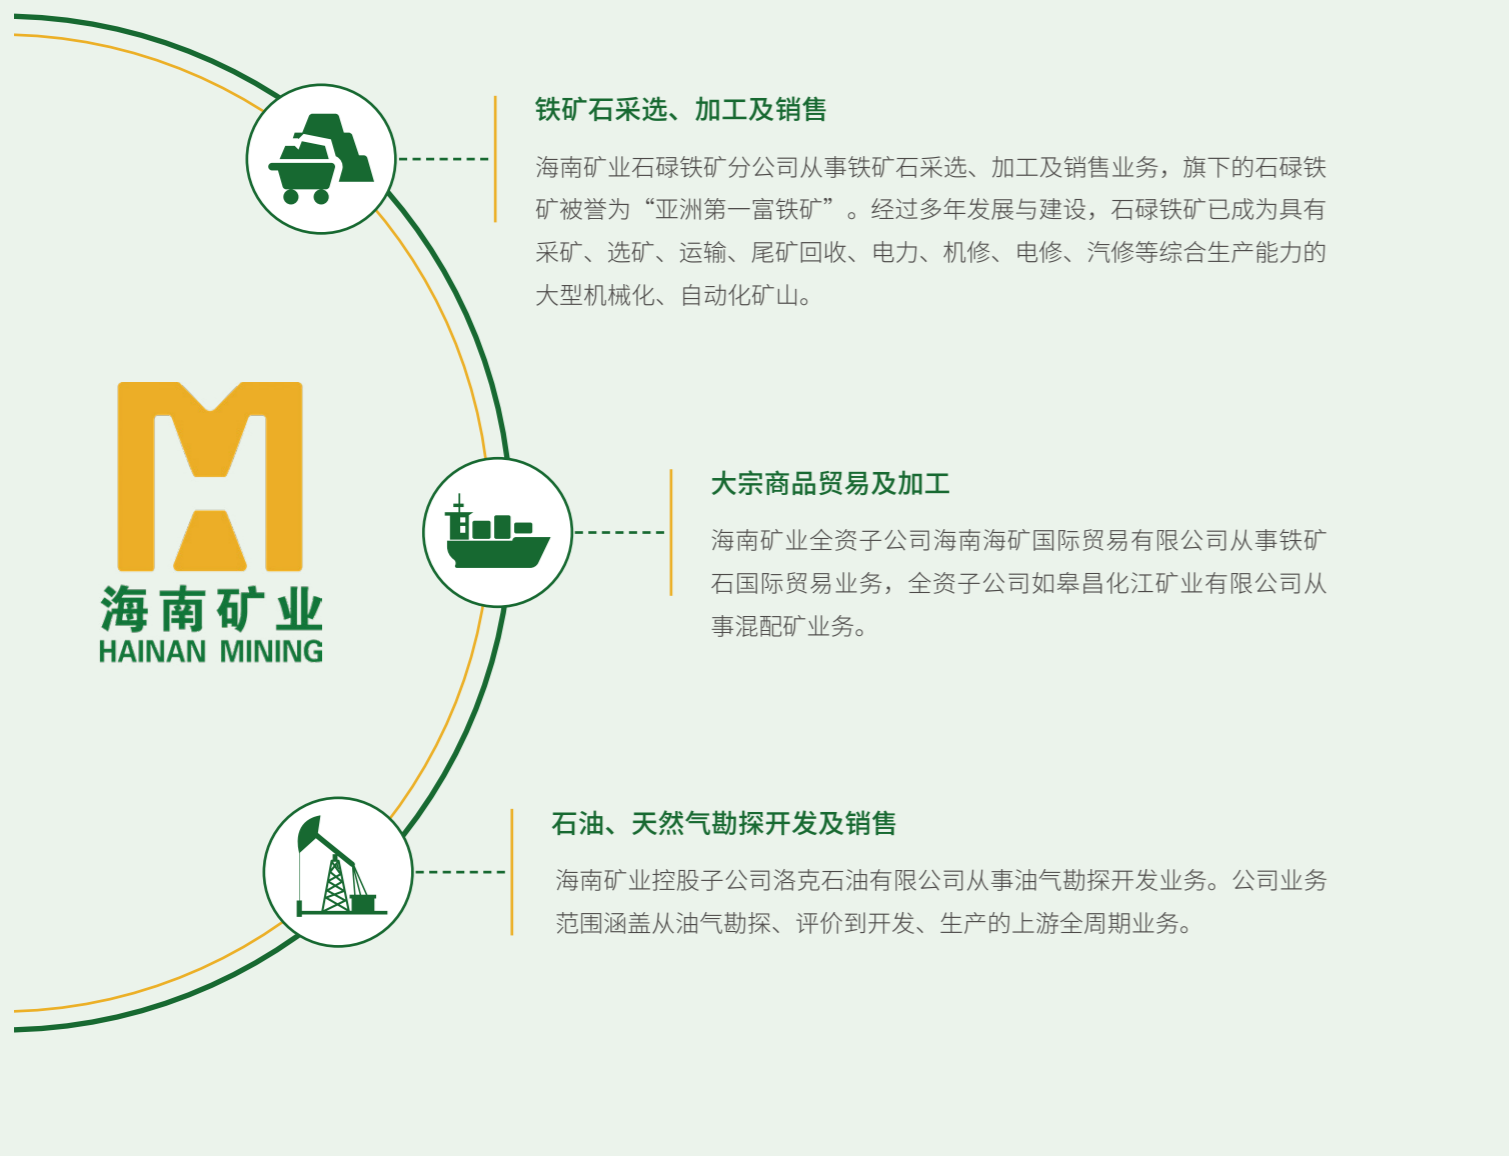 铁矿石采选、加工及销售
海南矿业石碌铁矿分公司从事铁矿石采选、加工及销售业务，旗下的石碌铁
矿被誉为“亚洲第一富铁矿”。经过多年发展与建设，石碌铁矿已成为具有
采矿、选矿、运输、尾矿回收、电力、机修、电修、汽修等综合生产能力的
大型机械化、自动化矿山。
海南矿业
HAINAN MINING
大宗商品贸易及加工
海南矿业全资子公司海南海矿国际贸易有限公司从事铁矿
石国际贸易业务，全资子公司如皋昌化江矿业有限公司从
事混配矿业务。
石油、天然气勘探开发及销售
海南矿业控股子公司洛克石油有限公司从事油气勘探开发业务。公司业务
范围涵盖从油气勘探、评价到开发、生产的上游全周期业务。